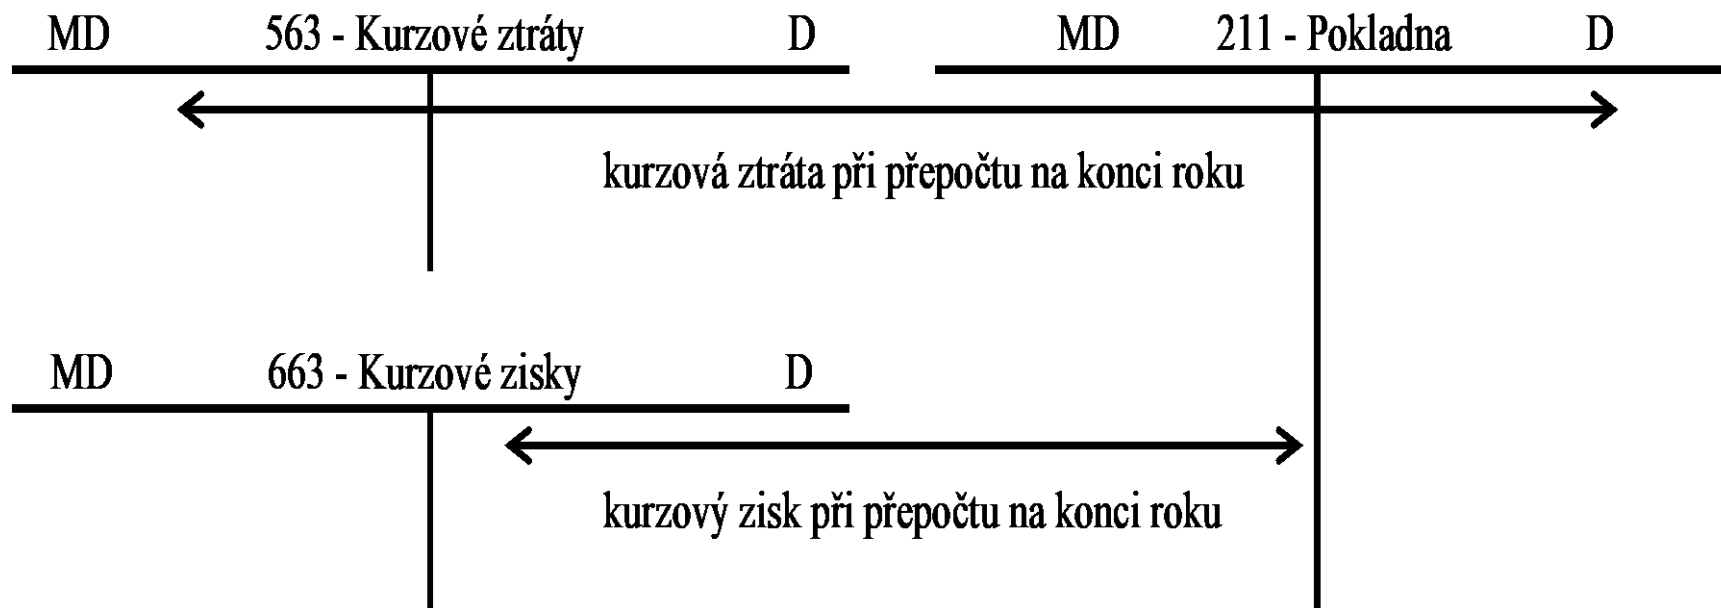 MD 563 - Kurzové ztráty D MD 211 - Pokladna D
kurzová ztráta při přepočtu na konci roku
MD 663 - Kurzové zisky D
kurzový zisk při přepočtu na konci roku